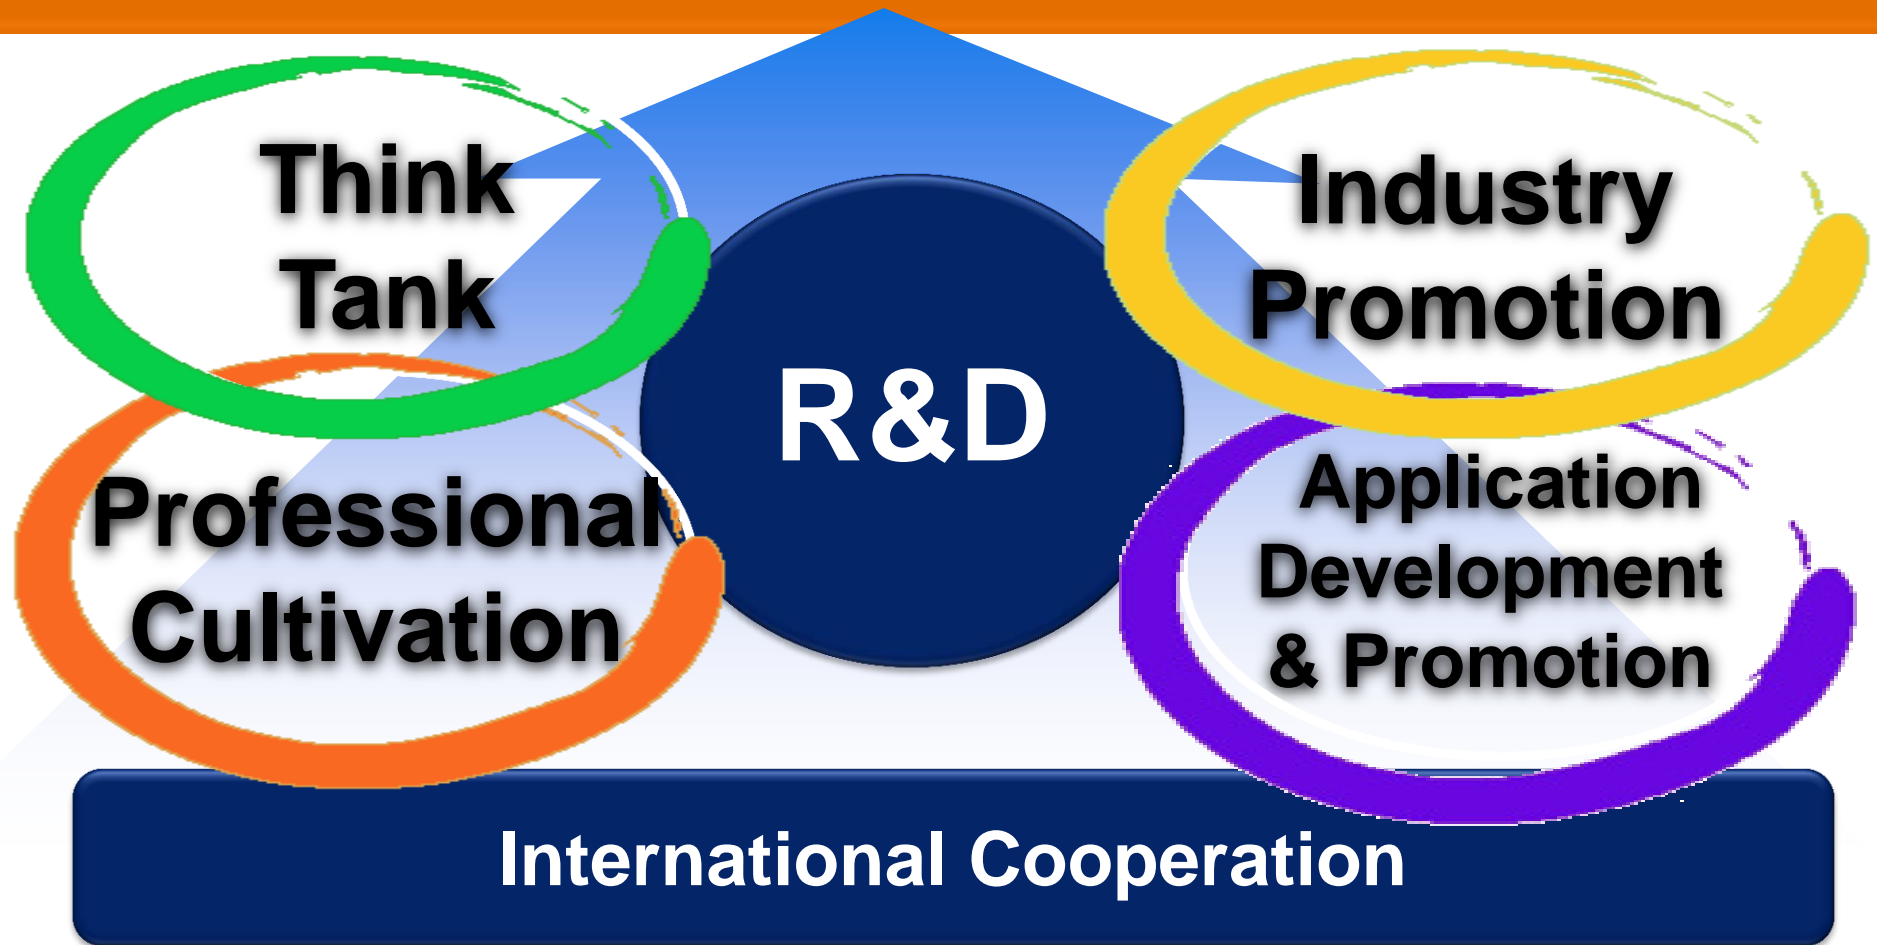 Think
Tank
Industry
Promotion
R&D
Professional
Cultivation
Application
Development
& Promotion
International Cooperation